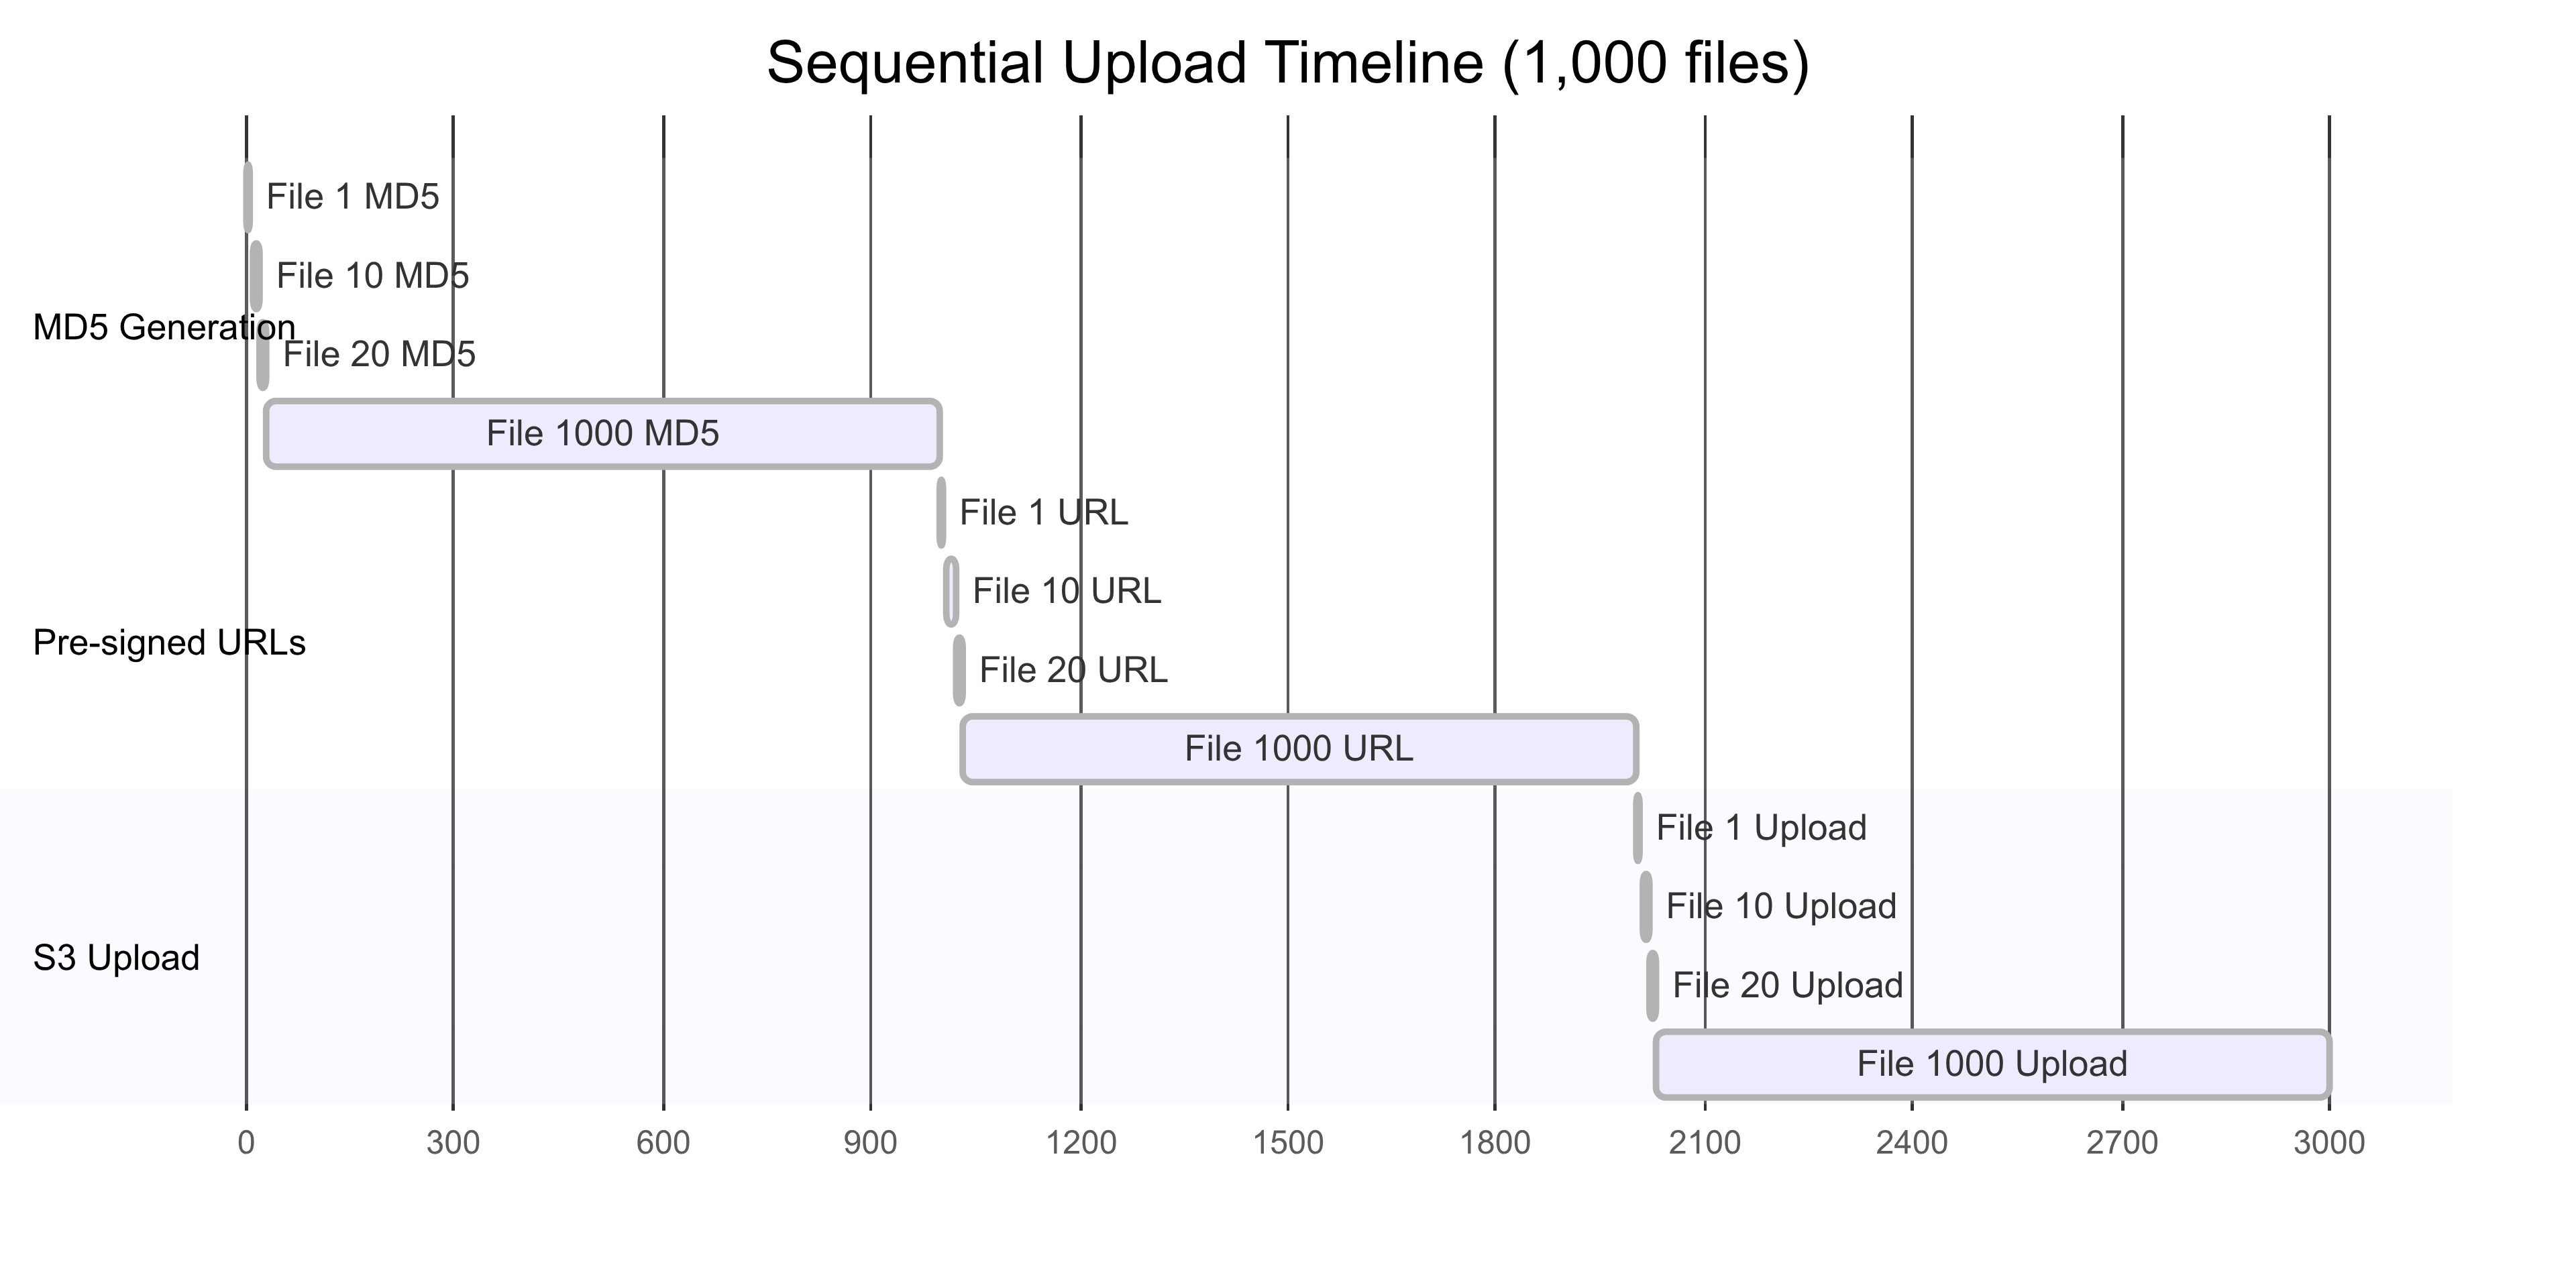 Sequential Upload Timeline (1,000 files)
File 1 MD5
File 10 MD5
MD5 Generation
File 20 MD5
File 1000 MD5
File 1 URL
File 10 URL
Pre-signed URLs
File 20 URL
File 1000 URL
File 1 Upload
File 10 Upload
S3 Upload
File 20 Upload
File 1000 Upload
0 300 600 900 1200 1500 1800 2100 2400 2700 3000